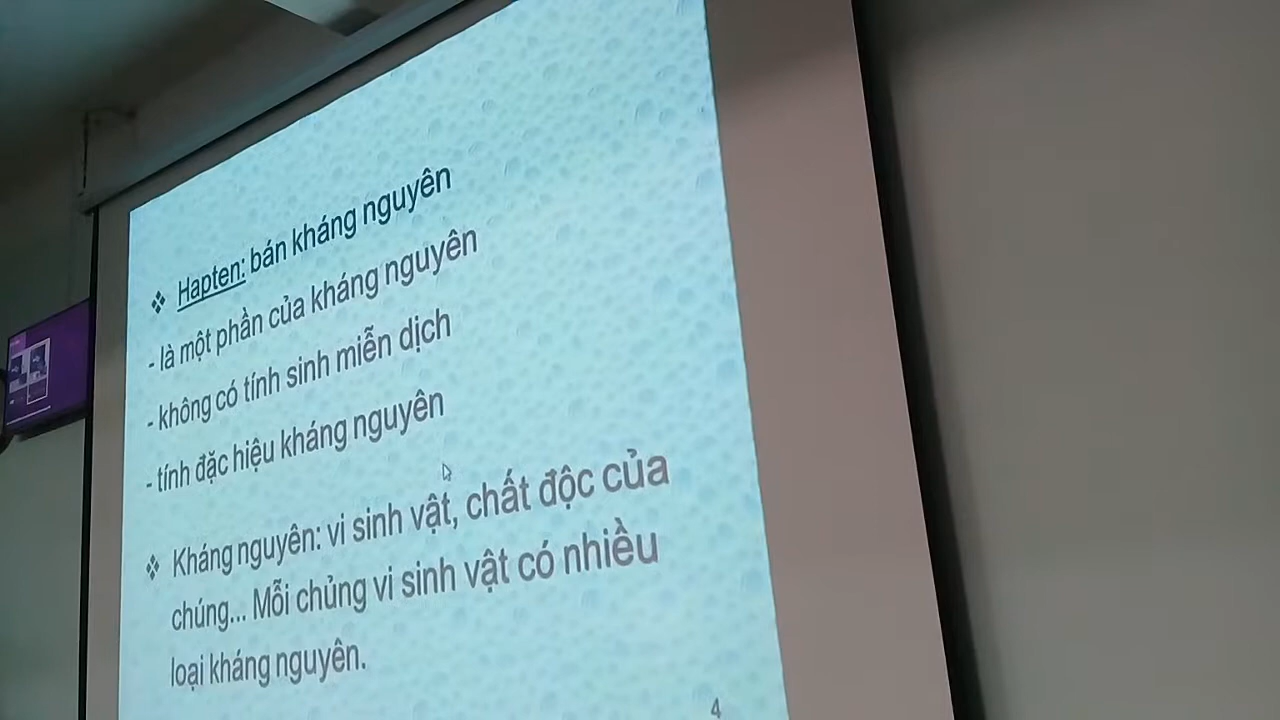 ❖ Hapten: bán kháng nguyên
- là một phần của kháng nguyên
- không có tính sinh miễn dịch
- tính đặc hiệu kháng nguyên
❖ Kháng nguyên: vi sinh vật, chất độc của
chúng... Mỗi chủng vi sinh vật có nhiều
loại kháng nguyên.
4